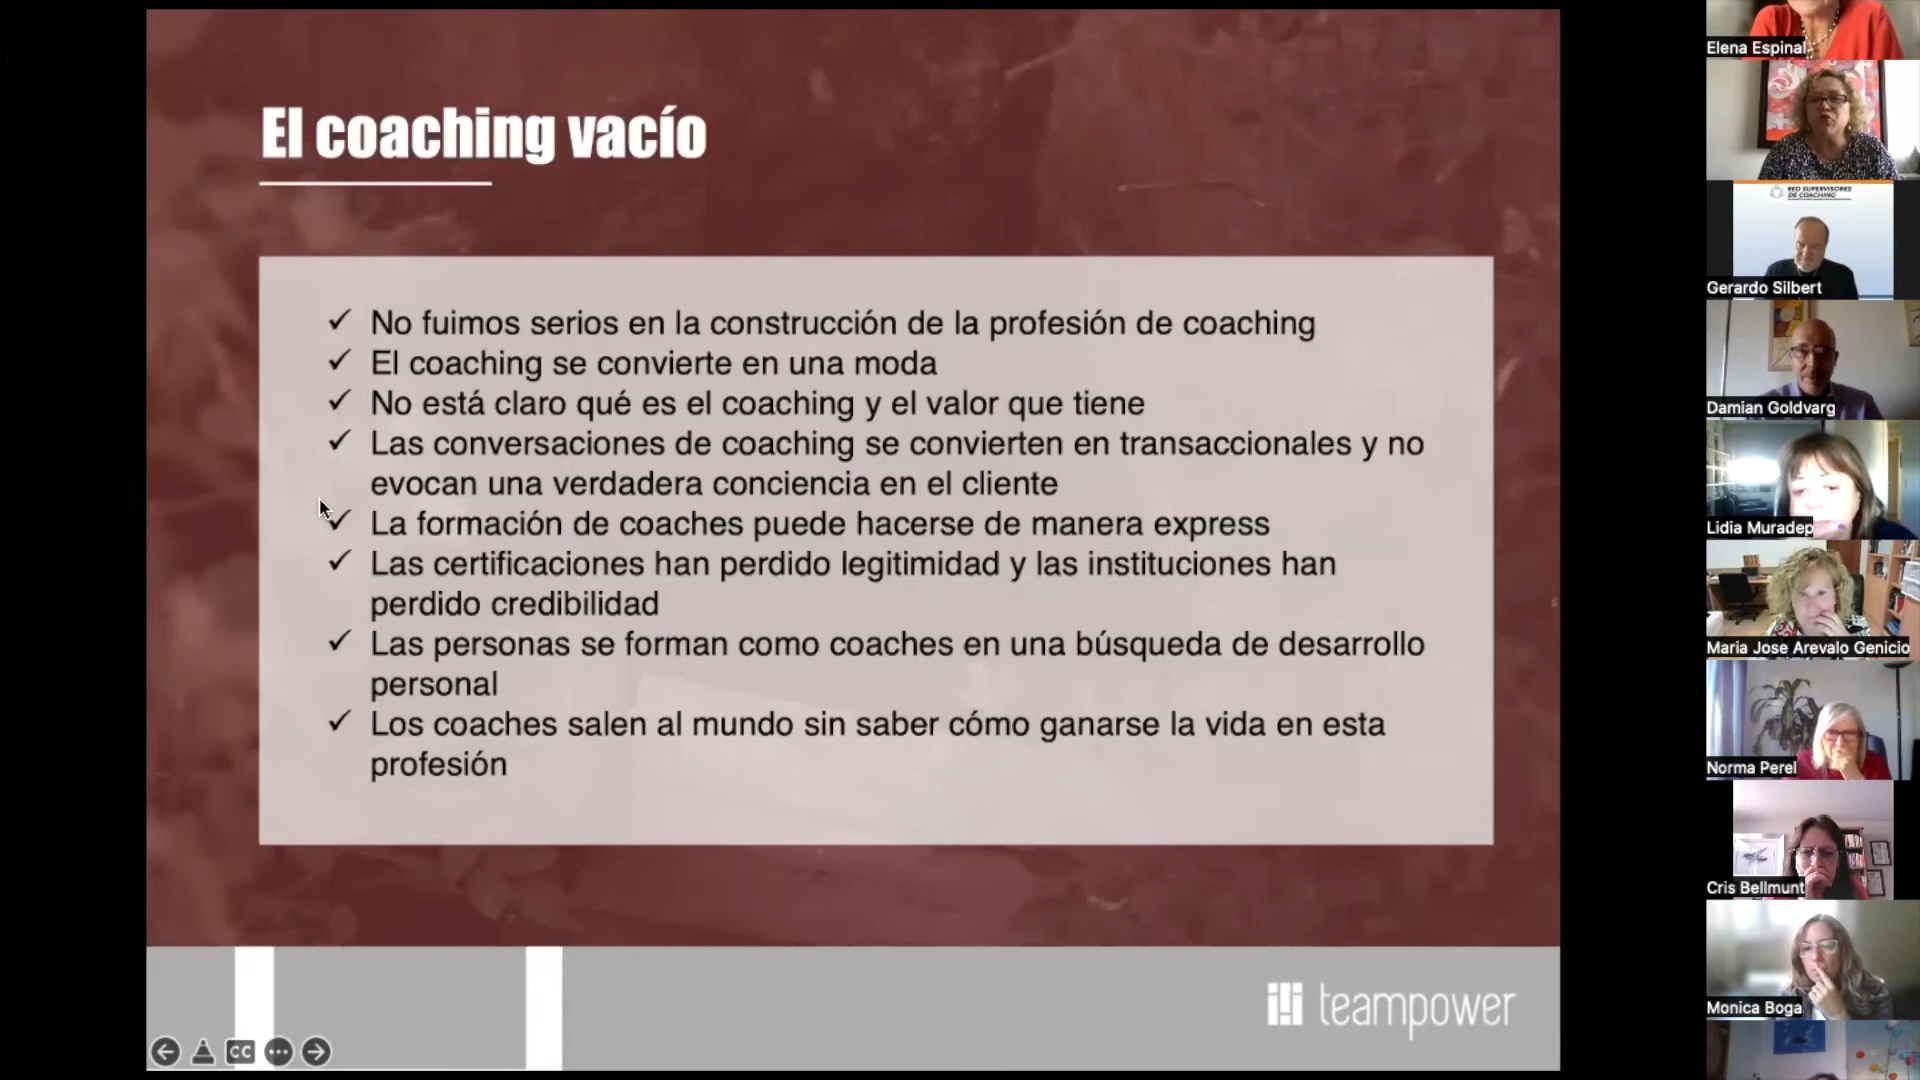 El coaching vacío
✓ No fuimos serios en la construcción de la profesión de coaching
✓ El coaching se convierte en una moda
✓ No está claro qué es el coaching y el valor que tiene
✓ Las conversaciones de coaching se convierten en transaccionales y no
evocan una verdadera conciencia en el cliente
✓ La formación de coaches puede hacerse de manera express
✓ Las certificaciones han perdido legitimidad y las instituciones han
perdido credibilidad
✓ Las personas se forman como coaches en una búsqueda de desarrollo
personal
✓ Los coaches salen al mundo sin saber cómo ganarse la vida en esta
profesión
teampower
CC
Elena Espinal
RED SUPERVISORES
DE COACHING
Gerardo Silbert
Damian Goldvarg
Lidia Muradep
Maria Jose Arevalo Genicio
Norma Perel
Cris Bellmunt
Monica Boga